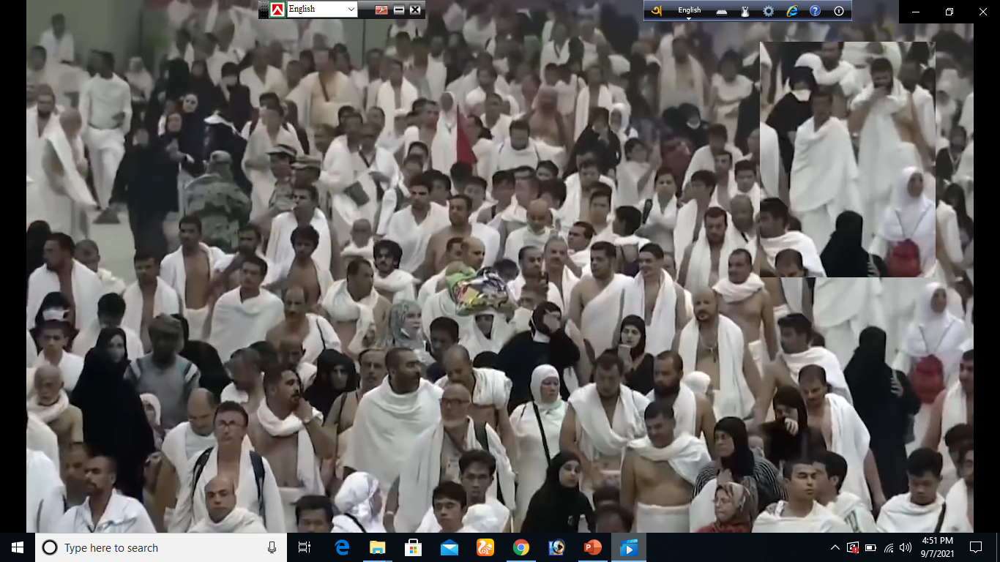 English
অ English
Type here to search
4:51 PM
9/7/2021